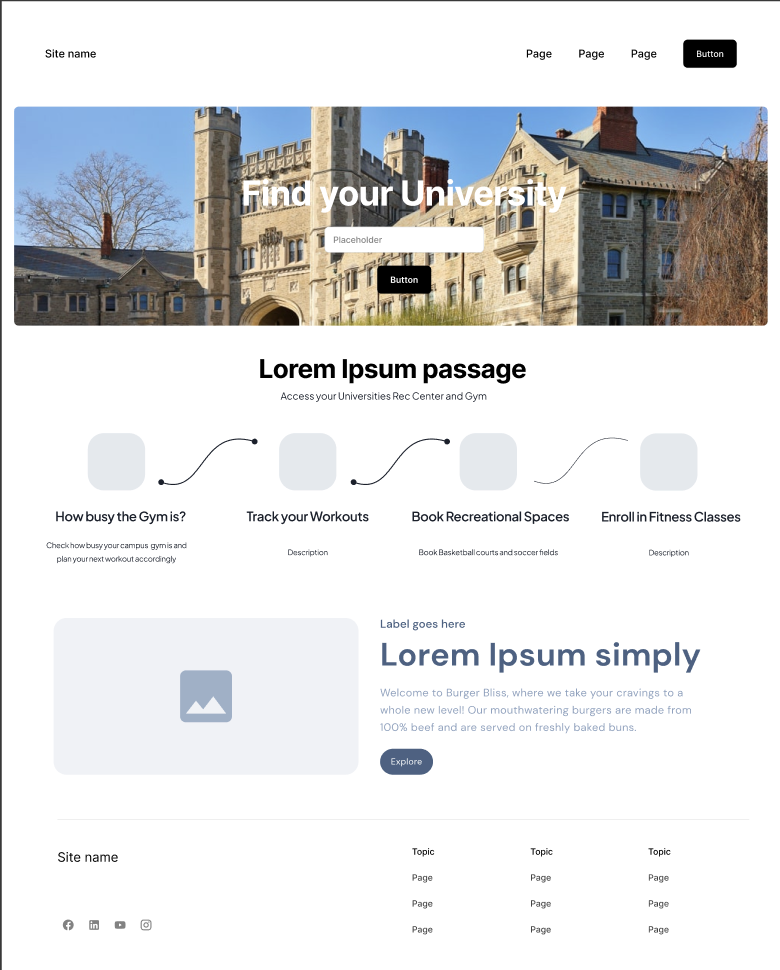 Site name
Page Page Page Button
Find your University
Placeholder
Button
Lorem Ipsum passage
Access your Universities Rec Center and Gym
How busy the Gym is?
Check how busy your campus gym is and
plan your next workout accordingly
Track your Workouts
Description
Book Recreational Spaces
Book Basketball courts and soccer fields
Enroll in Fitness Classes
Description
Label goes here
Lorem Ipsum simply
Welcome to Burger Bliss, where we take your cravings to a
whole new level! Our mouthwatering burgers are made from
100% beef and are served on freshly baked buns.
Explore
Site name
Topic
Page
Page
Page
Topic
Page
Page
Page
Topic
Page
Page
Page